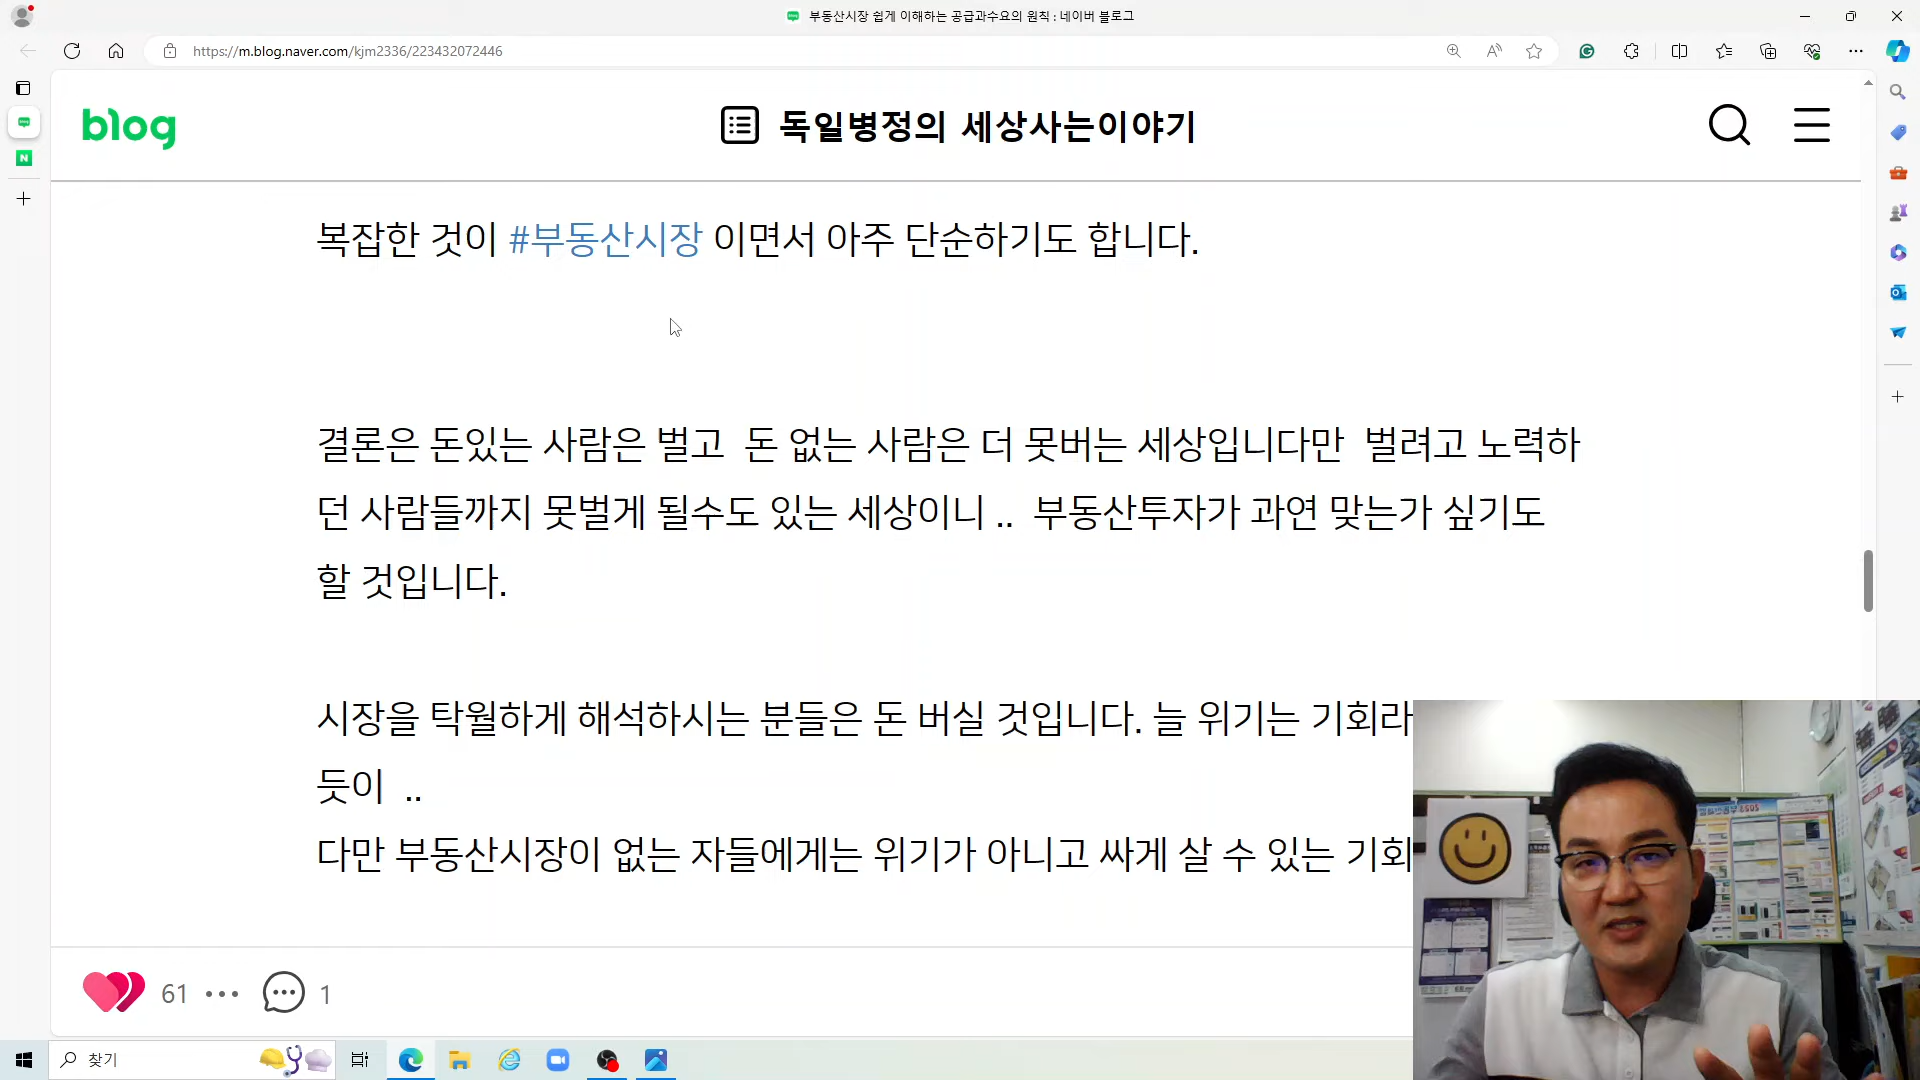 부동산시장 쉽게 이해하는 공급과수요의 원칙 : 네이버 블로그
https://m.blog.naver.com/kjm2336/223432072446
blog
독일병정의 세상사는이야기
복잡한 것이 #부동산시장 이면서 아주 단순하기도 합니다.
결론은 돈있는 사람은 벌고 돈 없는 사람은 더 못버는 세상입니다만 벌려고 노력하
던 사람들까지 못벌게 될수도 있는 세상이니 .. 부동산투자가 과연 맞는가 싶기도
할 것입니다.
시장을 탁월하게 해석하시는 분들은 돈 버실 것입니다. 늘 위기는 기회라
듯이 ..
다만 부동산시장이 없는 자들에게는 위기가 아니고 싸게 살 수 있는 기회
61
1
찾기